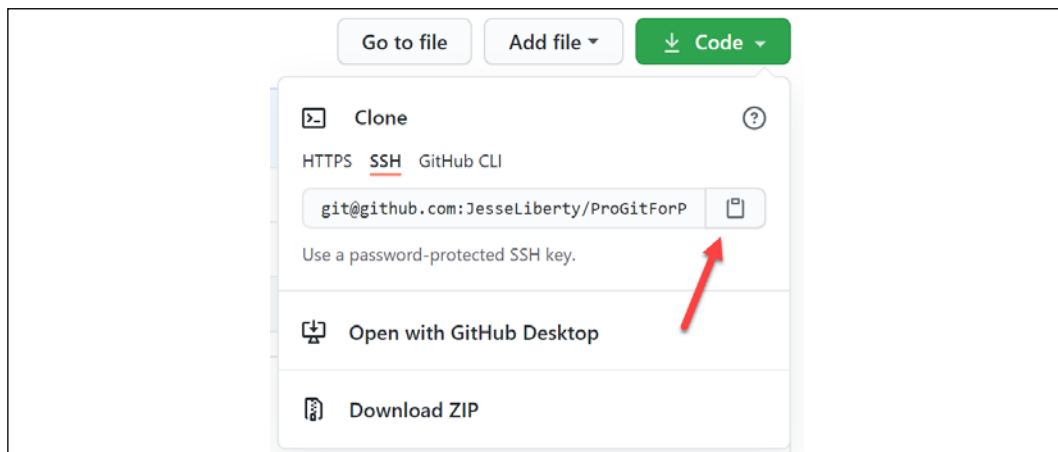 Go to file Add file Code
Clone
HTTPS SSH GitHub CLI
git@github.com:JesseLiberty/ProGitForP
Use a password-protected SSH key.
Open with GitHub Desktop
Download ZIP